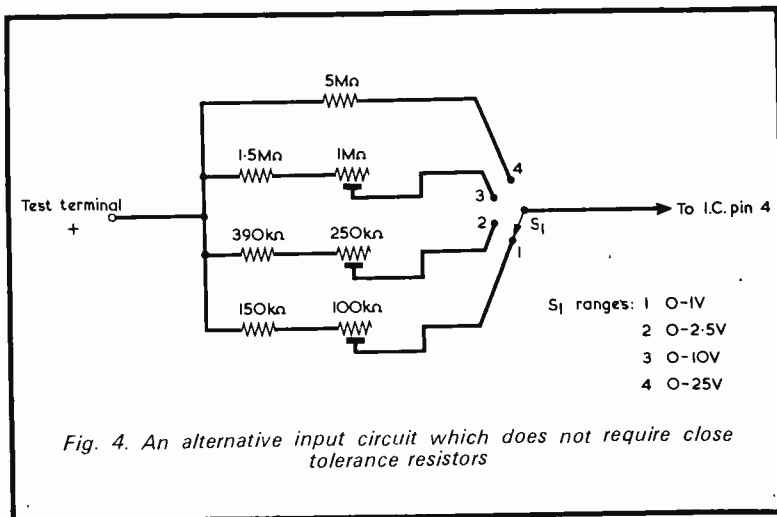 5MΩ
1.5MΩ
1MΩ
4
3
Test terminal
+
To I.C. pin 4
S1
2
390kΩ
250kΩ
1
150kΩ
100kΩ
S1 ranges: 1 0-1V
2 0-2.5V
3 0-10V
4 0-25V
Fig. 4. An alternative input circuit which does not require close
tolerance resistors